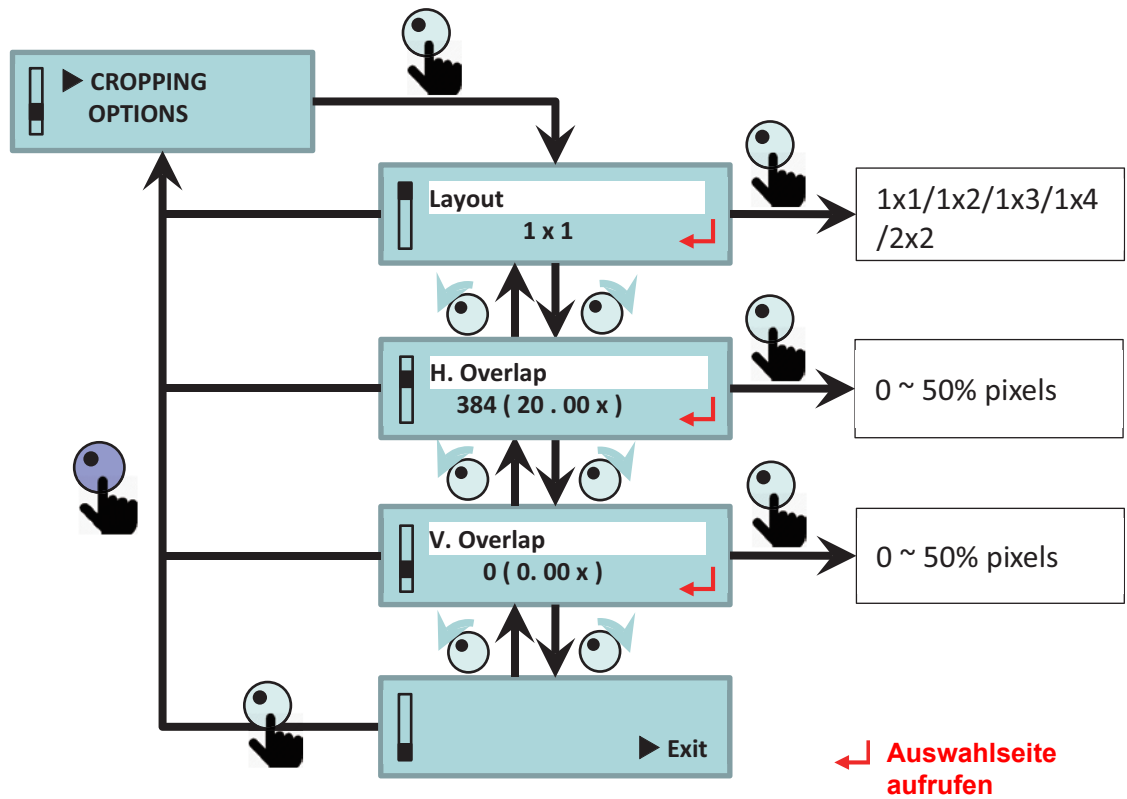 ▶ CROPPING
OPTIONS
Layout
1 x 1
1x1/1x2/1x3/1x4
/2x2
H. Overlap
384 ( 20 . 00 x )
0 ~ 50% pixels
V. Overlap
0 ( 0. 00 x )
0 ~ 50% pixels
▶ Exit
Auswahlseite
aufrufen